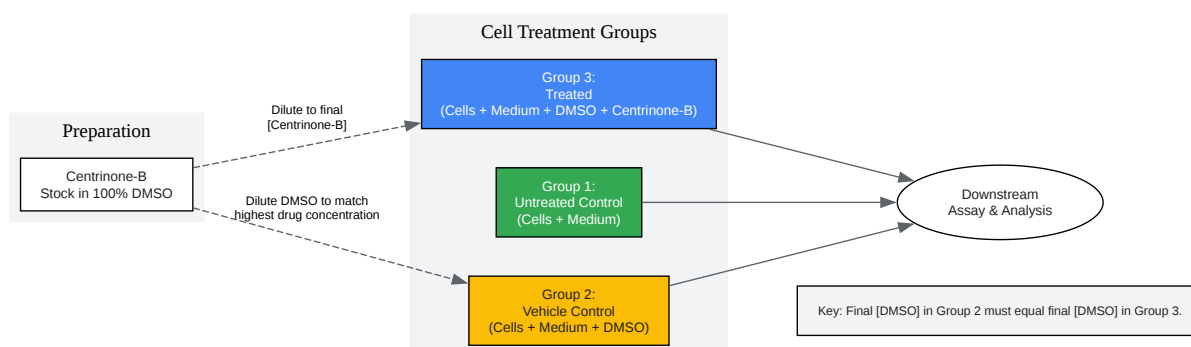 Preparation
Centrinone-B
Stock in 100% DMSO
Dilute to final
[Centrinone-B]
Dilute DMSO to match
highest drug concentration
Cell Treatment Groups
Group 3:
Treated
(Cells + Medium + DMSO + Centrinone-B)
Group 1:
Untreated Control
(Cells + Medium)
Group 2:
Vehicle Control
(Cells + Medium + DMSO)
Downstream
Assay & Analysis
Key: Final [DMSO] in Group 2 must equal final [DMSO] in Group 3.